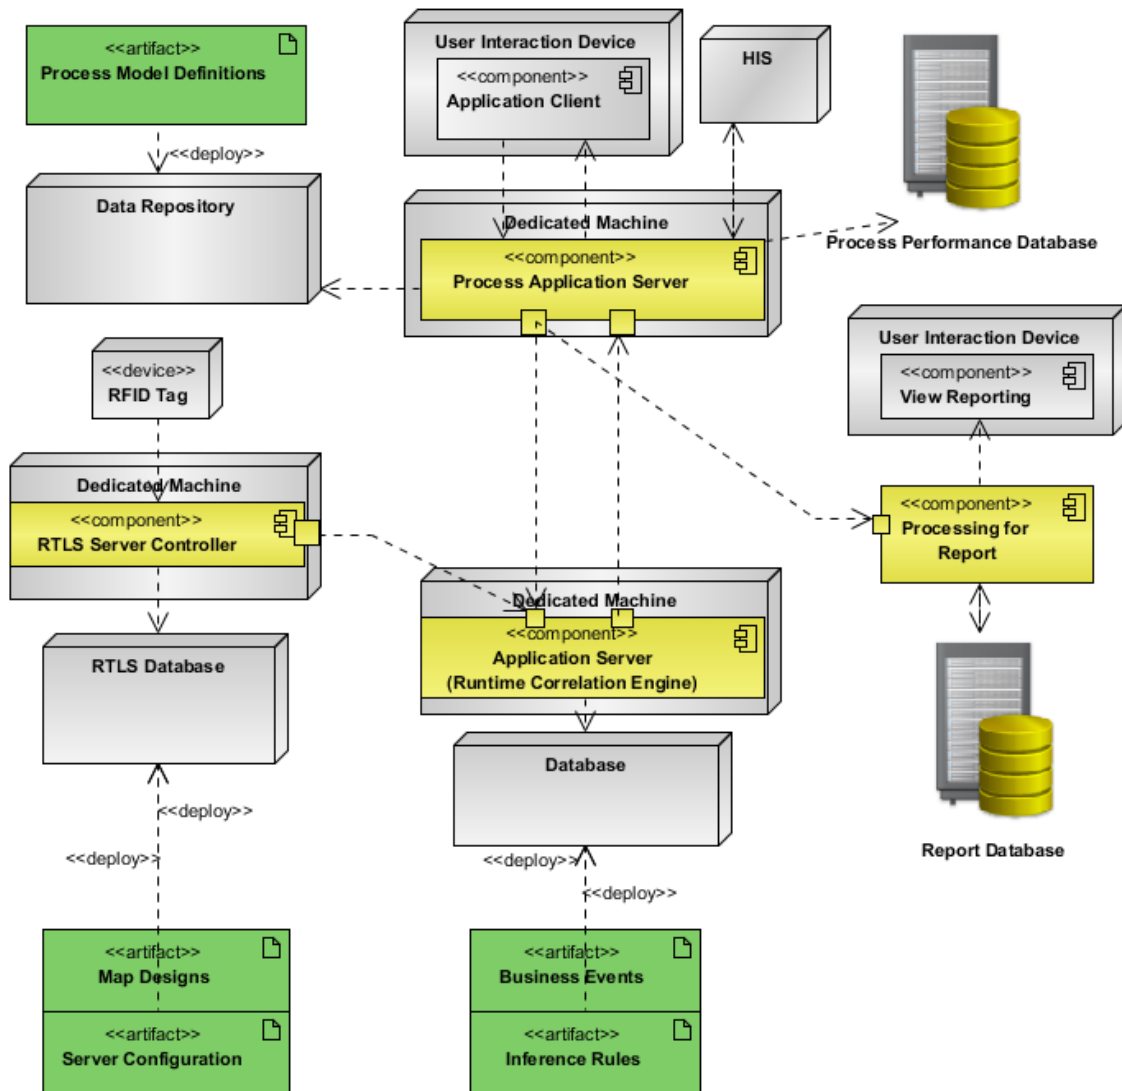 <<artifact>>
Process Model Definitions
<<deploy>>
Data Repository
User Interaction Device
<<component>>
Application Client
HIS
Process Performance Database
Dedicated Machine
<<component>>
Process Application Server
User Interaction Device
<<component>>
View Reporting
<<device>>
RFID Tag
Dedicated Machine
<<component>>
RTLS Server Controller
<<component>>
Processing for
Report
Dedicated Machine
<<component>>
Application Server
(Runtime Correlation Engine)
RTLS Database
Database
Report Database
<<deploy>>
<<deploy>>
<<deploy>>
<<deploy>>
<<artifact>>
Map Designs
<<artifact>>
Server Configuration
<<artifact>>
Business Events
<<artifact>>
Inference Rules